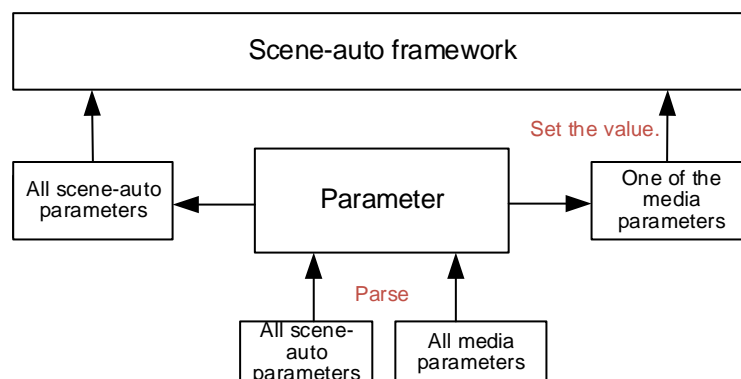 Scene-auto framework
Set the value.
All scene-auto
parameters
Parameter
One of the
media
parameters
Parse
All scene-
auto
parameters
All media
parameters